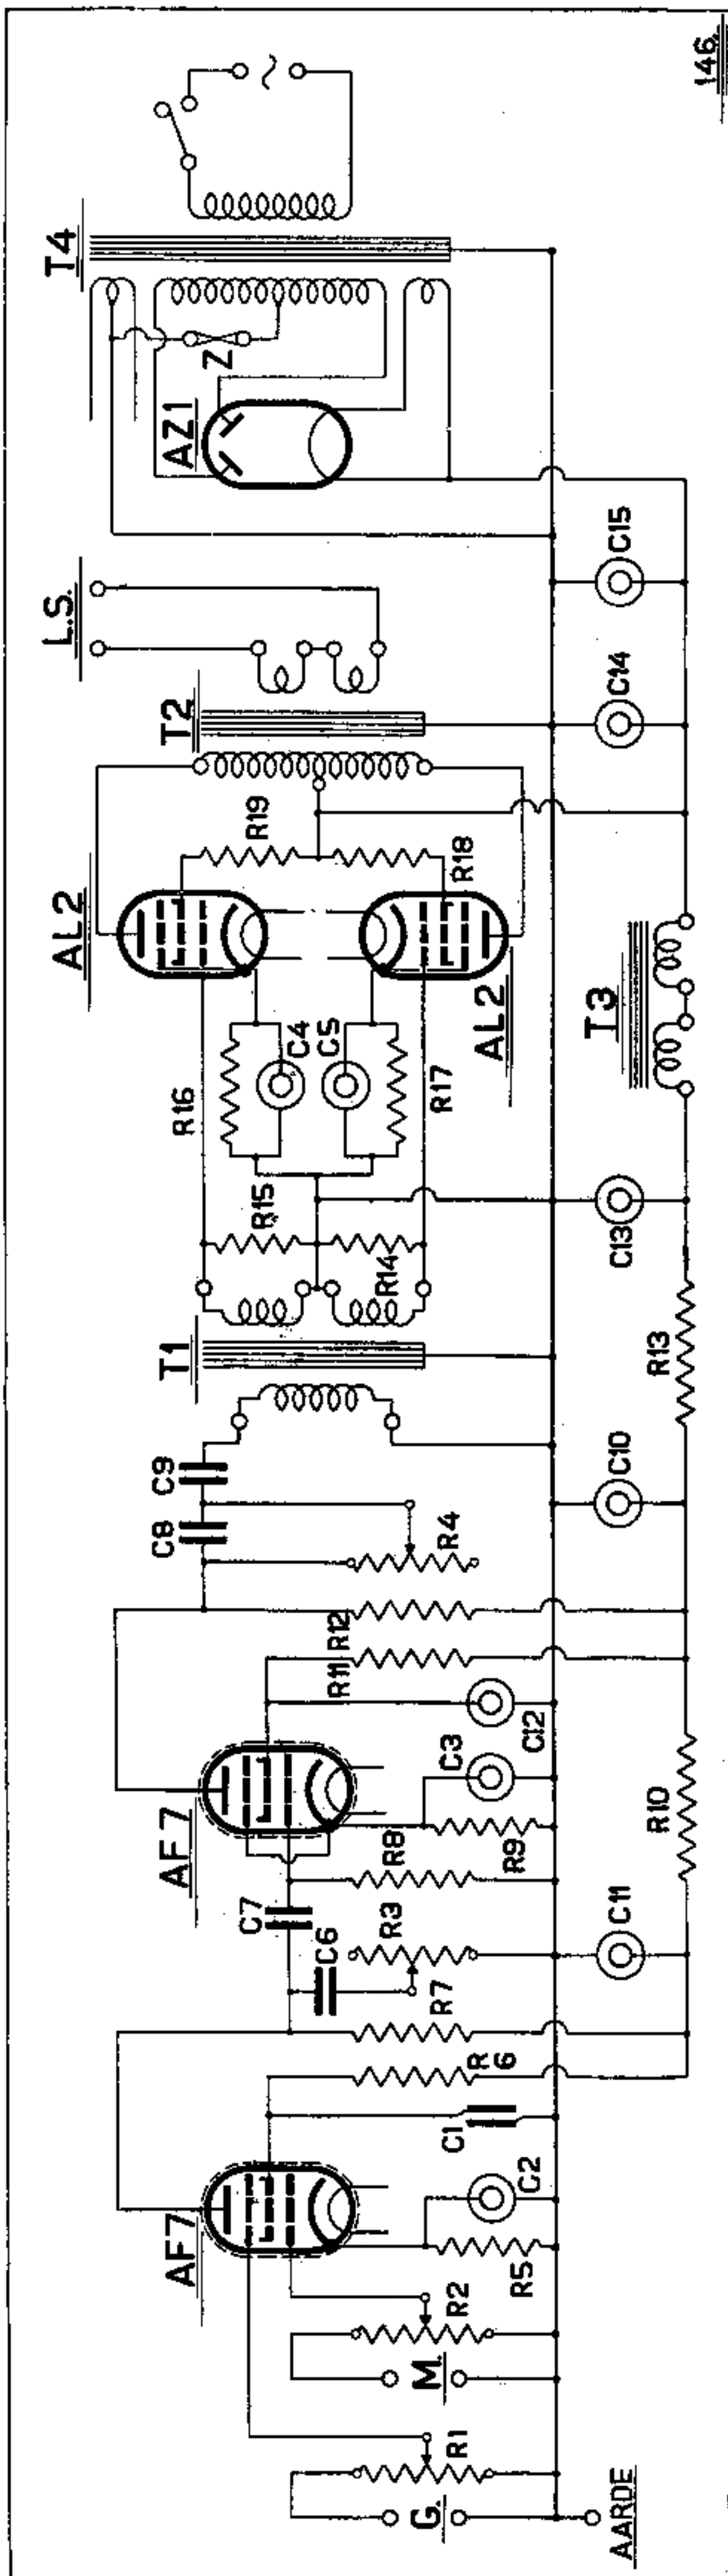 146.
T4
Z
AZ1
L.S.
T2
C15
C14
AL2
R19
R18
AL2
T3
R16
C4
C5
R17
R15
R14
C13
T1
R13
C9
C8
R4
C10
R12
R11
AF7
C12
C3
R10
R8
R9
C7
C6
R3
C11
R7
R6
C1
AF7
C2
R5
R2
M.
R1
G.
AARDE